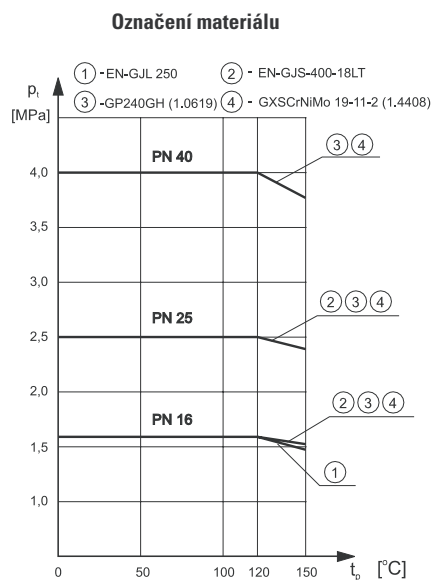 Označení materiálu
1 - EN-GJL 250 2 - EN-GJS-400-18LT
3 -GP240GH (1.0619) 4 - GXSCrNiMo 19-11-2 (1.4408)
pt
[MPa]
PN 40
3 4
4,0
3,5
3,0
2 3 4
PN 25
2,5
2,0
2 3 4
PN 16
1,5
1
1,0
0 50 100 120 150 tp [°C]